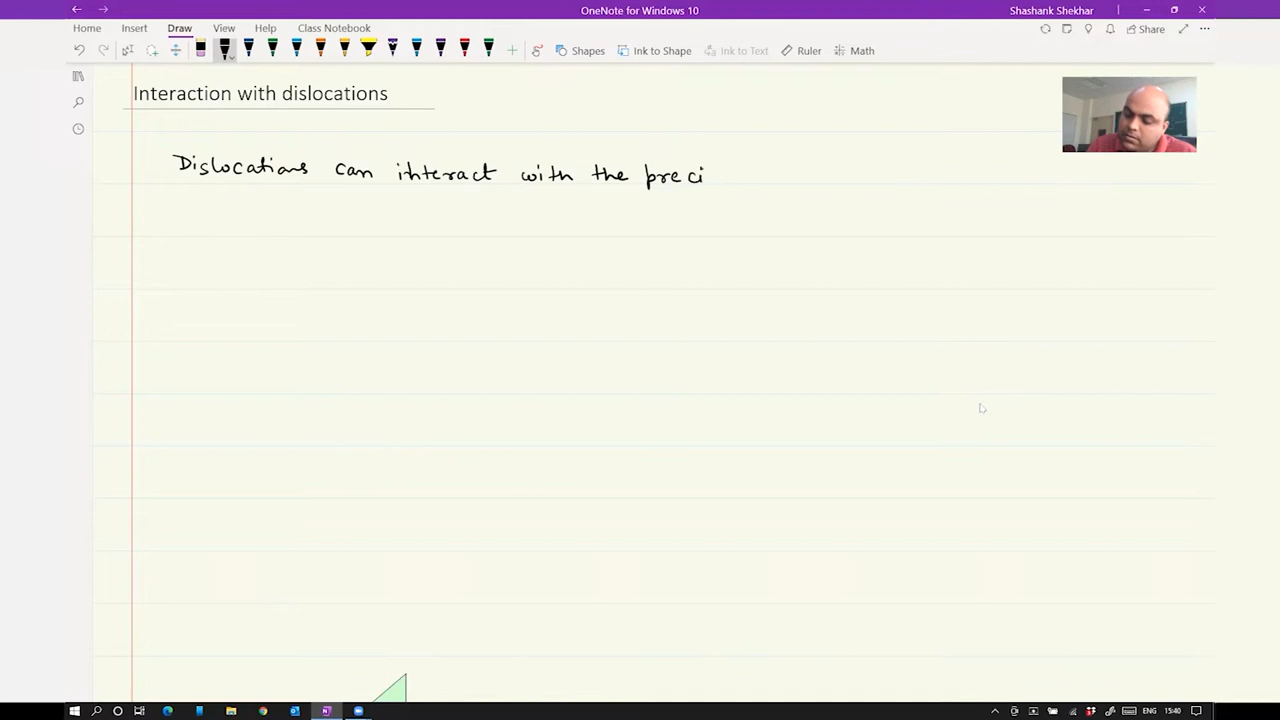 OneNote for Windows 10
Shashank Shekhar
Home Insert Draw View Help Class Notebook
Share
Shapes Ink to Shape Ink to Text Ruler Math
Interaction with dislocations
Dislocations can interact with the preci
ENG 15:40